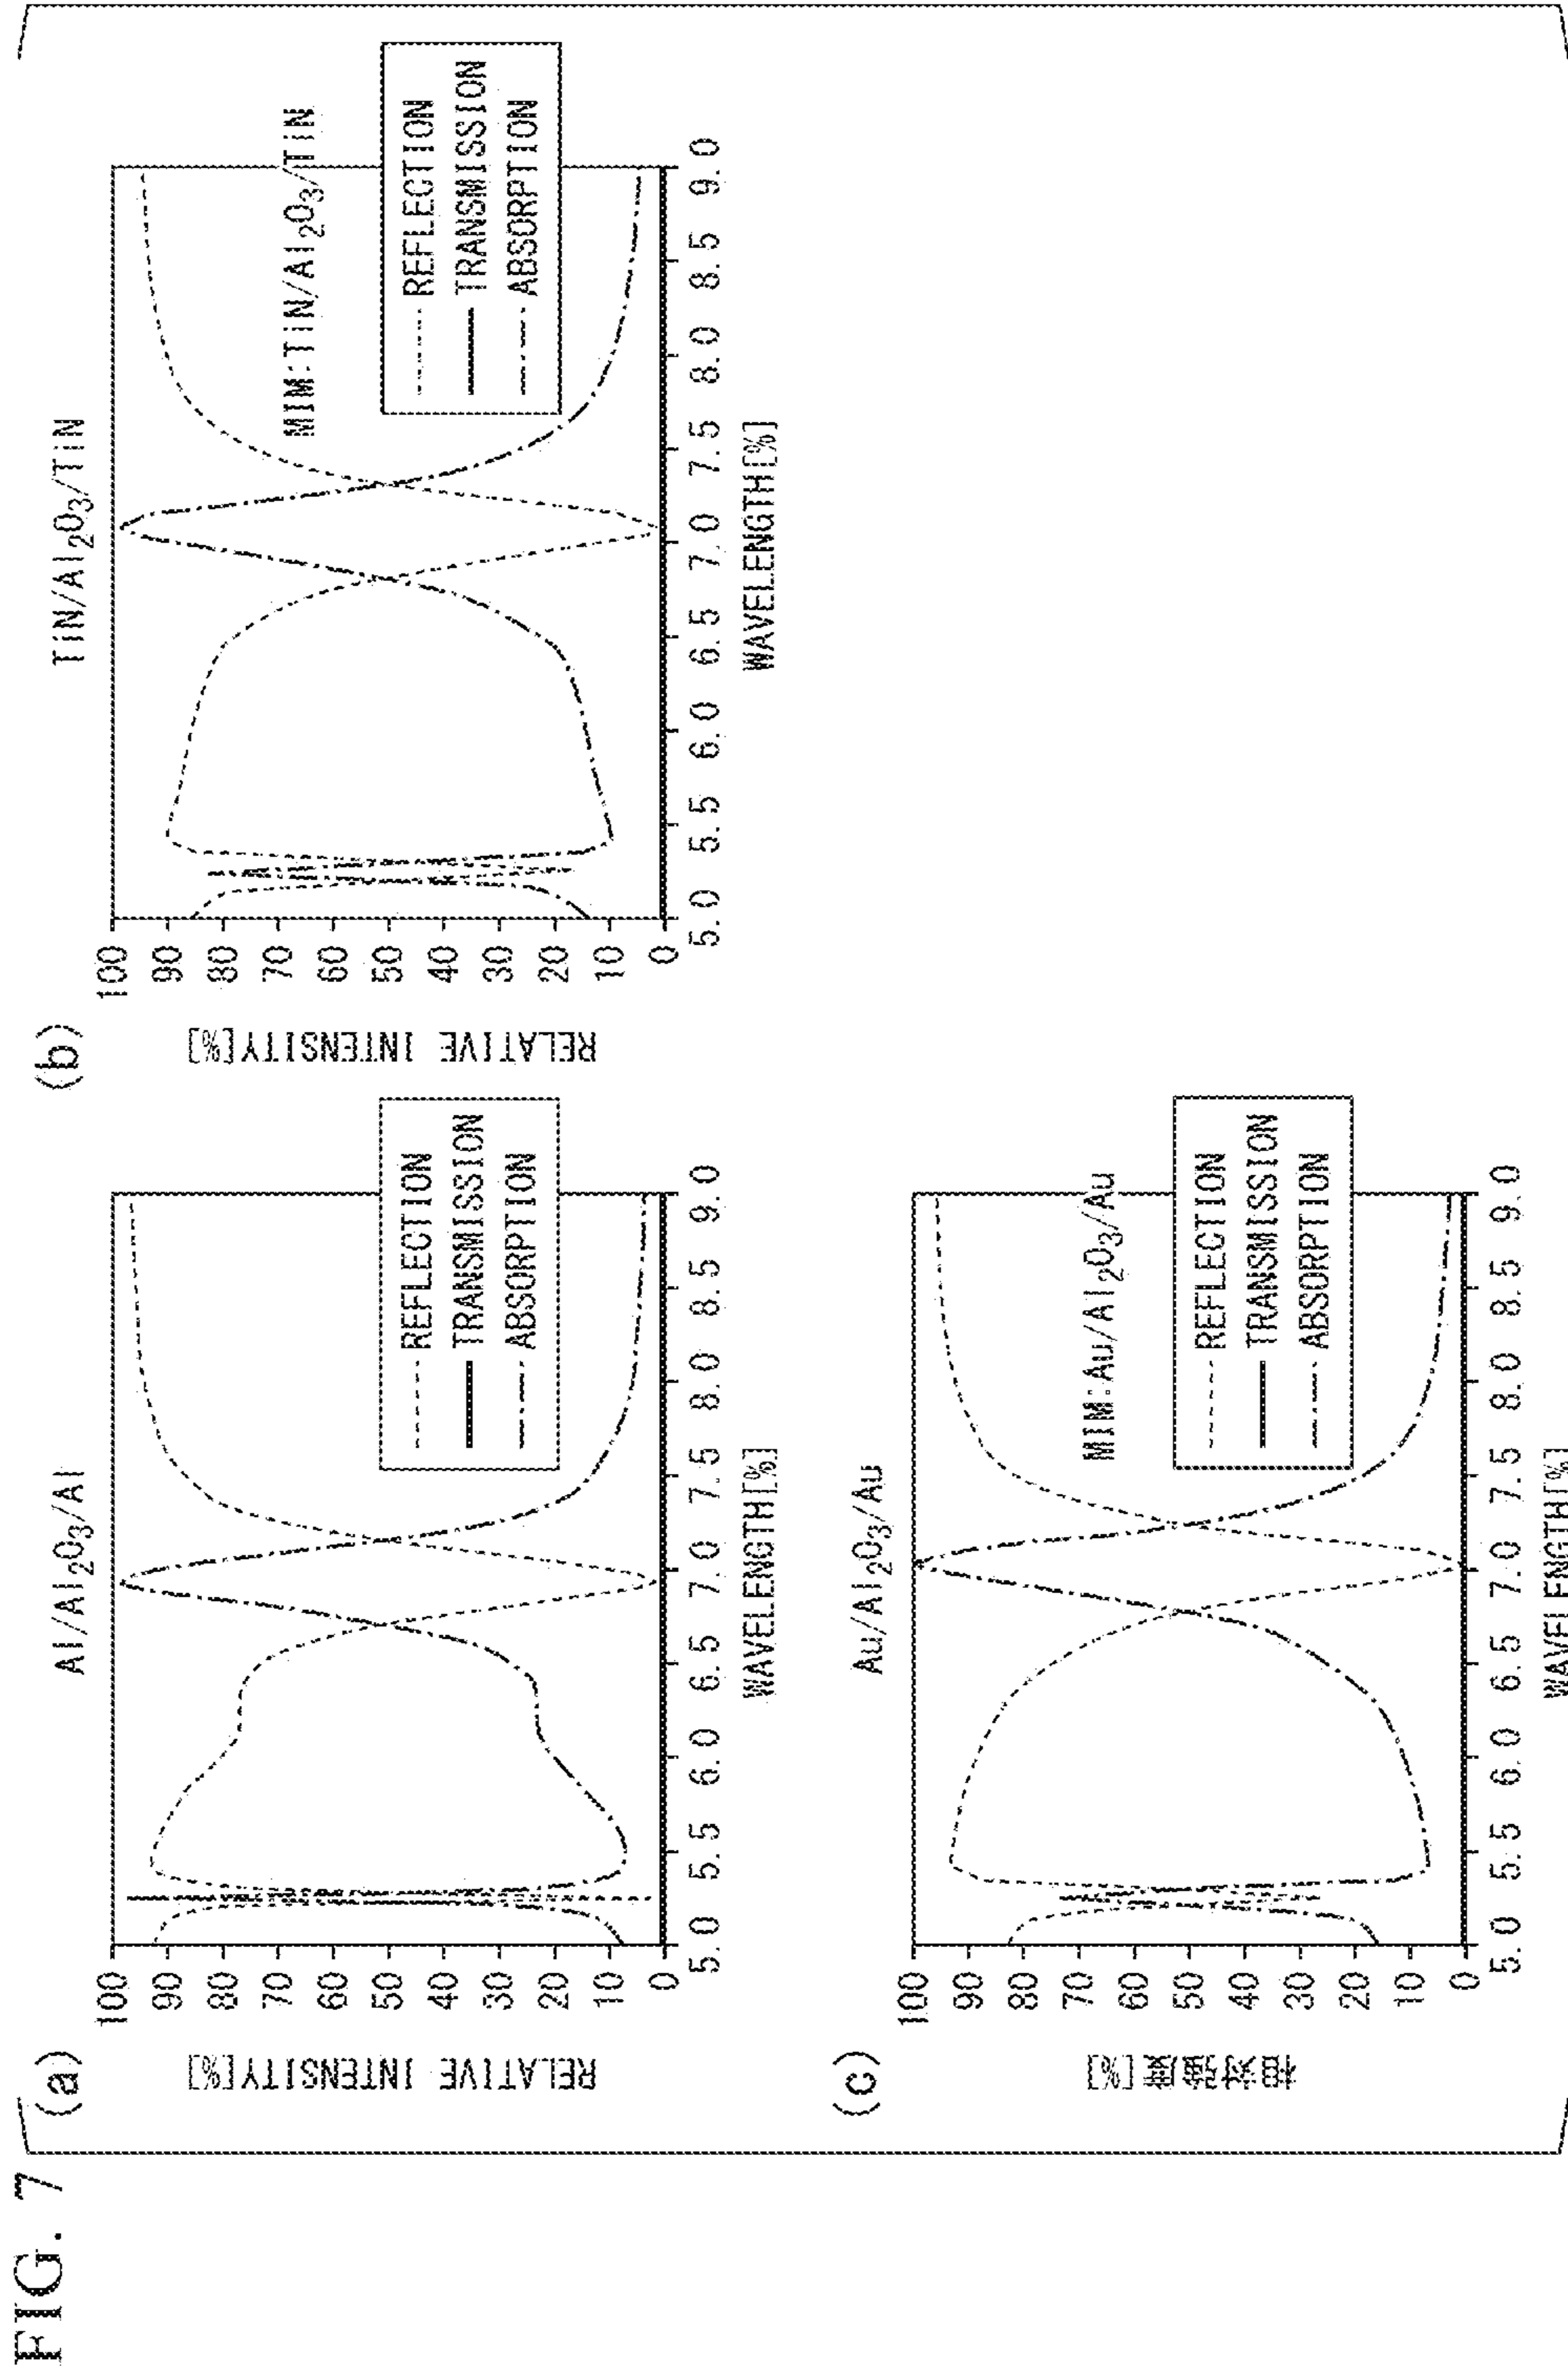 FIG. 7
(a)
Al/Al2O3/Al
RELATIVE INTENSITY[%]
100
90
80
70
60
50
40
30
20
10
0
5.0 5.5 6.0 6.5 7.0 7.5 8.0 8.5 9.0
WAVELENGTH[%]
REFLECTION
TRANSMISSION
ABSORPTION
(b)
TiN/Al2O3/TiN
RELATIVE INTENSITY[%]
100
90
80
70
60
50
40
30
20
10
0
5.0 5.5 6.0 6.5 7.0 7.5 8.0 8.5 9.0
WAVELENGTH[%]
MIM:TiN/Al2O3/TiN
REFLECTION
TRANSMISSION
ABSORPTION
(c)
Au/Al2O3/Au
相対強度[%]
100
90
80
70
60
50
40
30
20
10
0
5.0 5.5 6.0 6.5 7.0 7.5 8.0 8.5 9.0
WAVELENGTH[%]
MIM:Au/Al2O3/Au
REFLECTION
TRANSMISSION
ABSORPTION